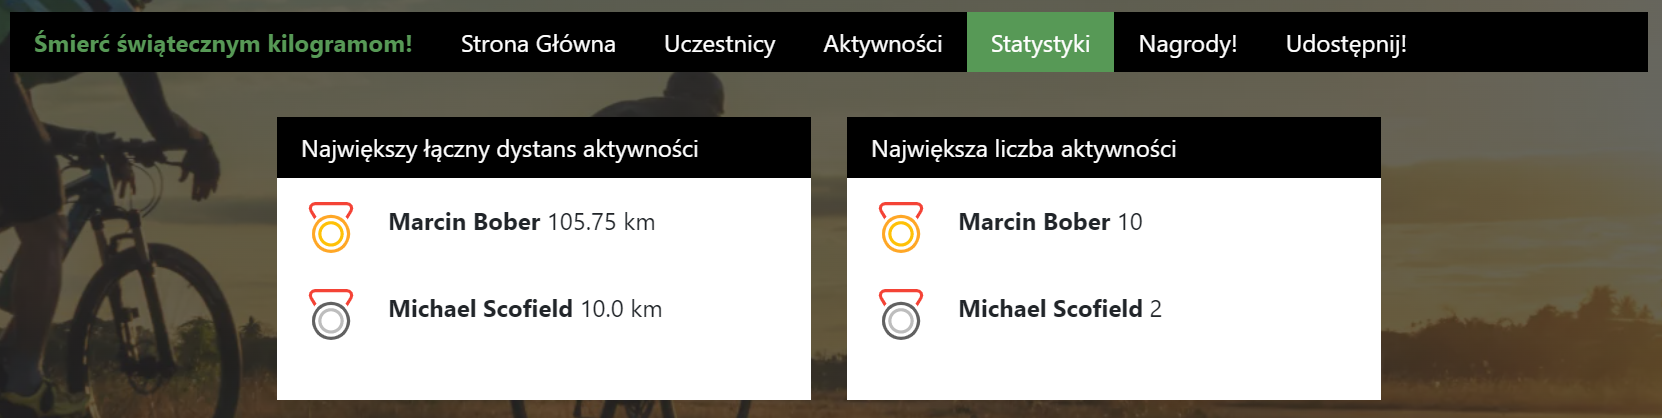 Śmierć świątecznym kilogramom! Strona Główna Uczestnicy Aktywności Statystyki Nagrody! Udostępnij!
Największy łączny dystans aktywności
Marcin Bober 105.75 km
Michael Scofield 10.0 km
Największa liczba aktywności
Marcin Bober 10
Michael Scofield 2